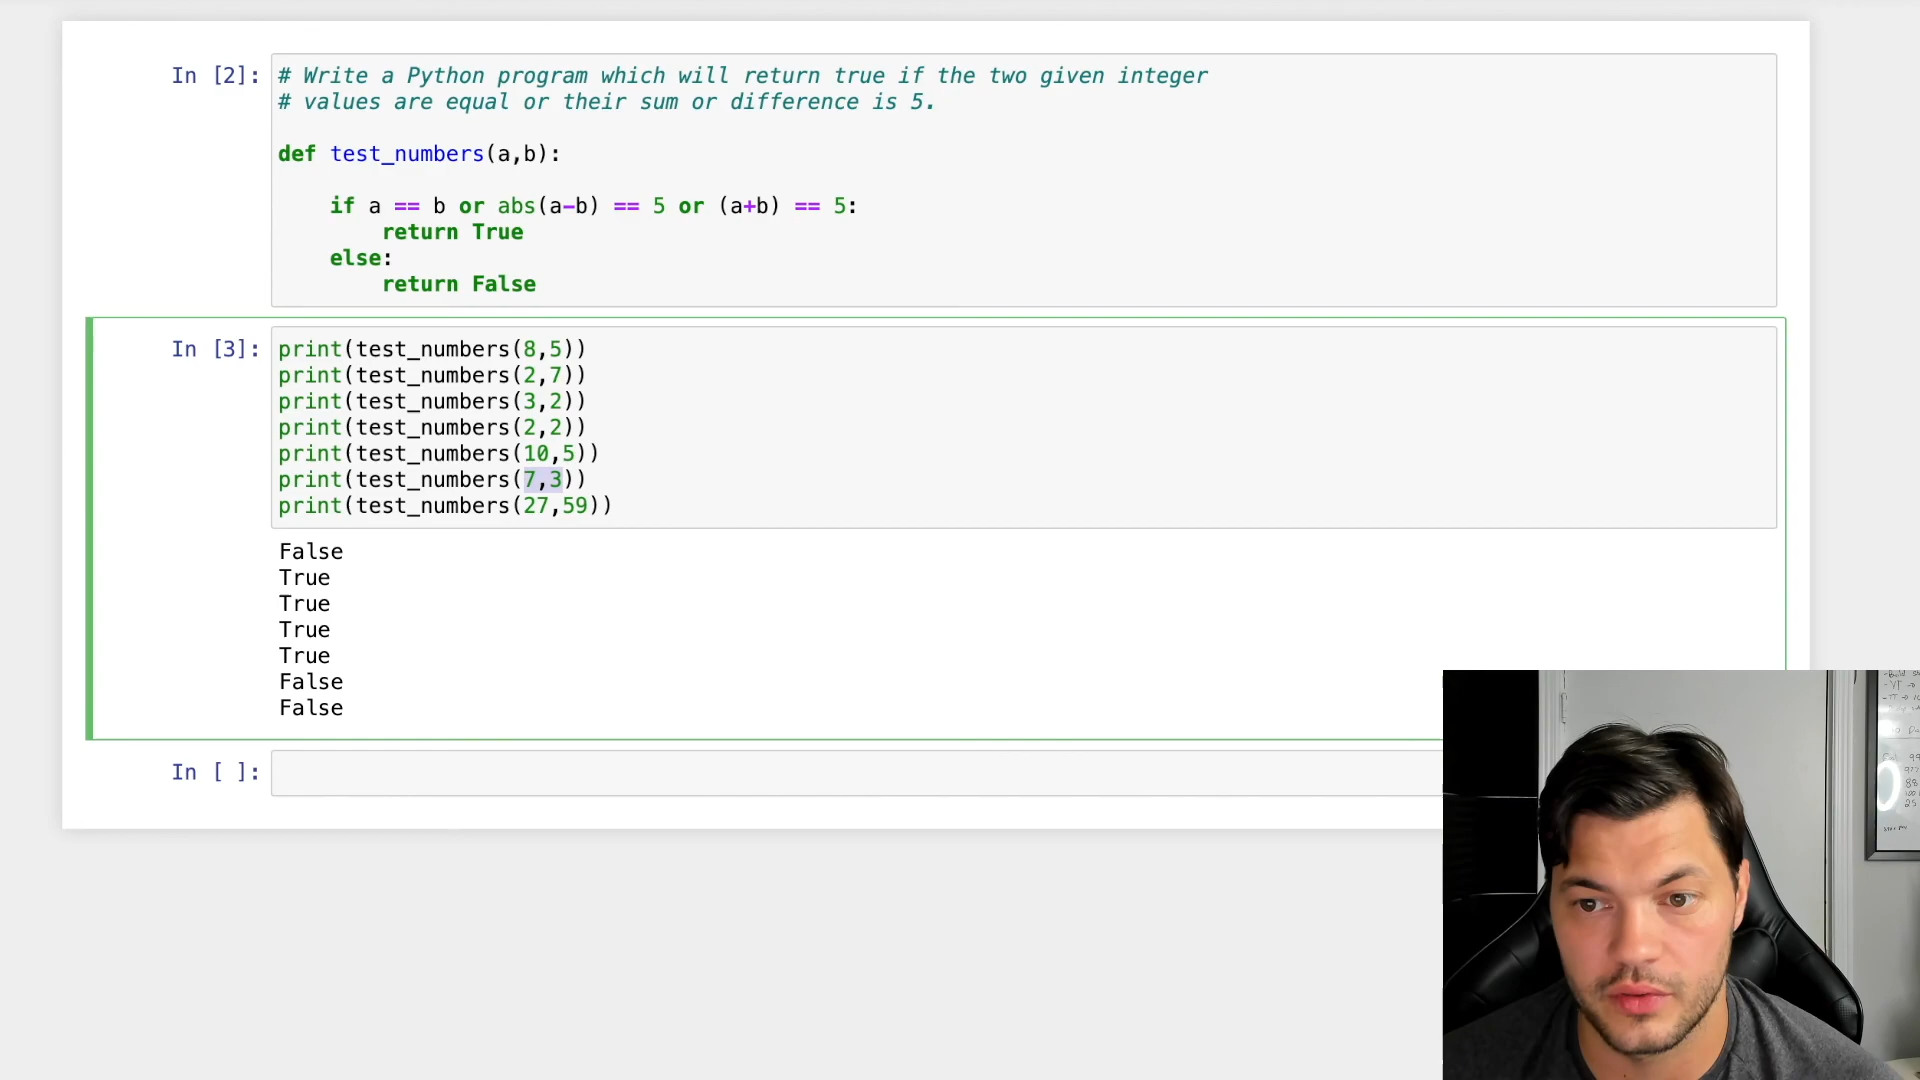 In [2]:
# Write a Python program which will return true if the two given integer
# values are equal or their sum or difference is 5.
def test_numbers(a,b):
if a == b or abs(a-b) == 5 or (a+b) == 5:
return True
else:
return False
In [3]:
print(test_numbers(8,5))
print(test_numbers(2,7))
print(test_numbers(3,2))
print(test_numbers(2,2))
print(test_numbers(10,5))
print(test_numbers(7,3))
print(test_numbers(27,59))
False
True
True
True
True
False
False
In [ ]: